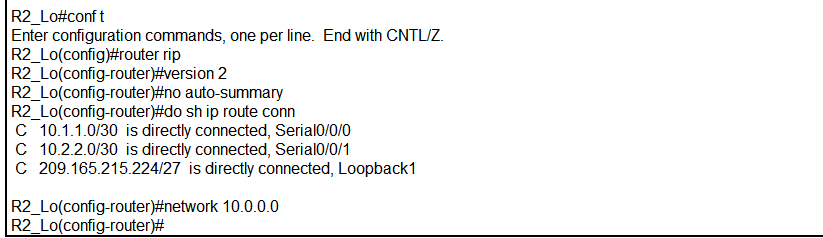 R2_Lo#conf t
Enter configuration commands, one per line.  End with CNTL/Z.
R2_Lo(config)#router rip
R2_Lo(config-router)#version 2
R2_Lo(config-router)#no auto-summary
R2_Lo(config-router)#do sh ip route conn
C   10.1.1.0/30  is directly connected, Serial0/0/0
C   10.2.2.0/30  is directly connected, Serial0/0/1
C   209.165.215.224/27  is directly connected, Loopback1
R2_Lo(config-router)#network 10.0.0.0
R2_Lo(config-router)#